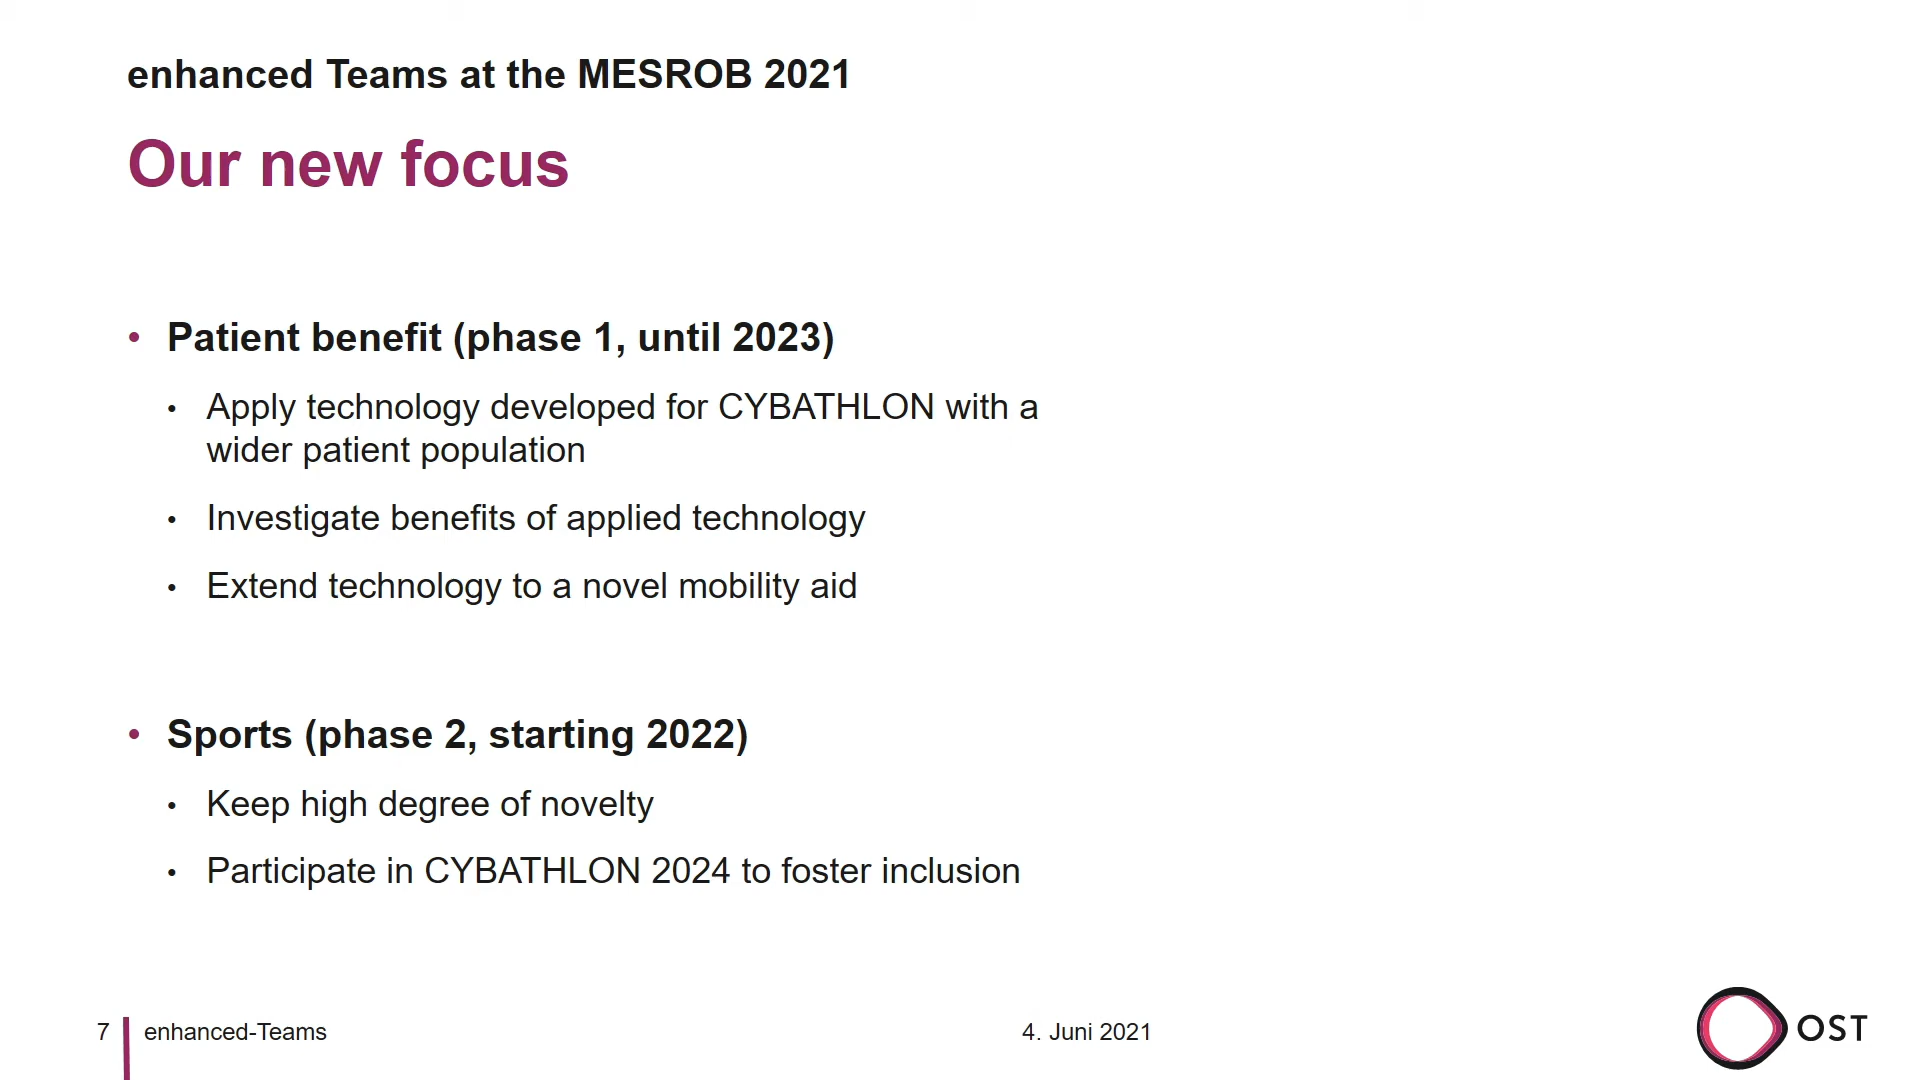 enhanced Teams at the MESROB 2021
Our new focus
• Patient benefit (phase 1, until 2023)
• Apply technology developed for CYBATHLON with a
wider patient population
• Investigate benefits of applied technology
• Extend technology to a novel mobility aid
• Sports (phase 2, starting 2022)
• Keep high degree of novelty
• Participate in CYBATHLON 2024 to foster inclusion
7 enhanced-Teams 4. Juni 2021 OST